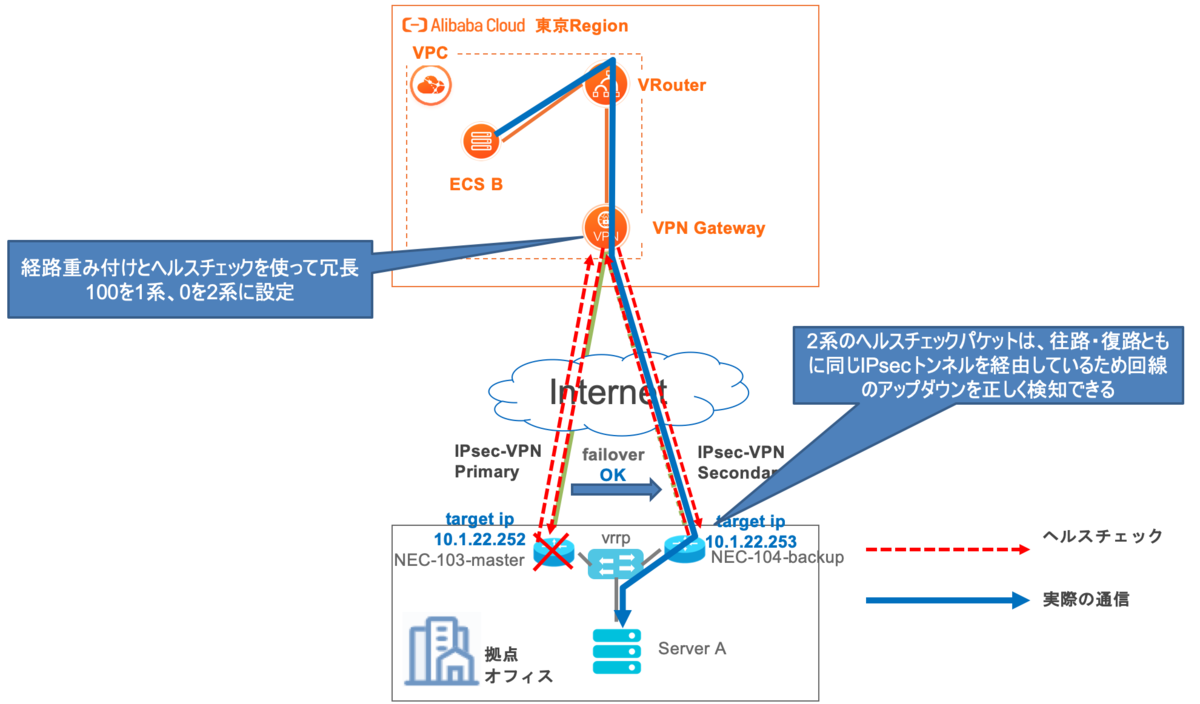 Alibaba Cloud 東京Region
VPC
VRouter
ECS B
VPN Gateway
VPN
経路重み付けとヘルスチェックを使って冗長
100を1系、0を2系に設定
2系のヘルスチェックパケットは、往路・復路とも
に同じIPsecトンネルを経由しているため回線
のアップダウンを正しく検知できる
Internet
IPsec-VPN
Primary
failover
OK
IPsec-VPN
Secondar
target ip
10.1.22.252
NEC-103-master
vrrp
target ip
10.1.22.253
NEC-104-backup
ヘルスチェック
実際の通信
Server A
拠点
オフィス